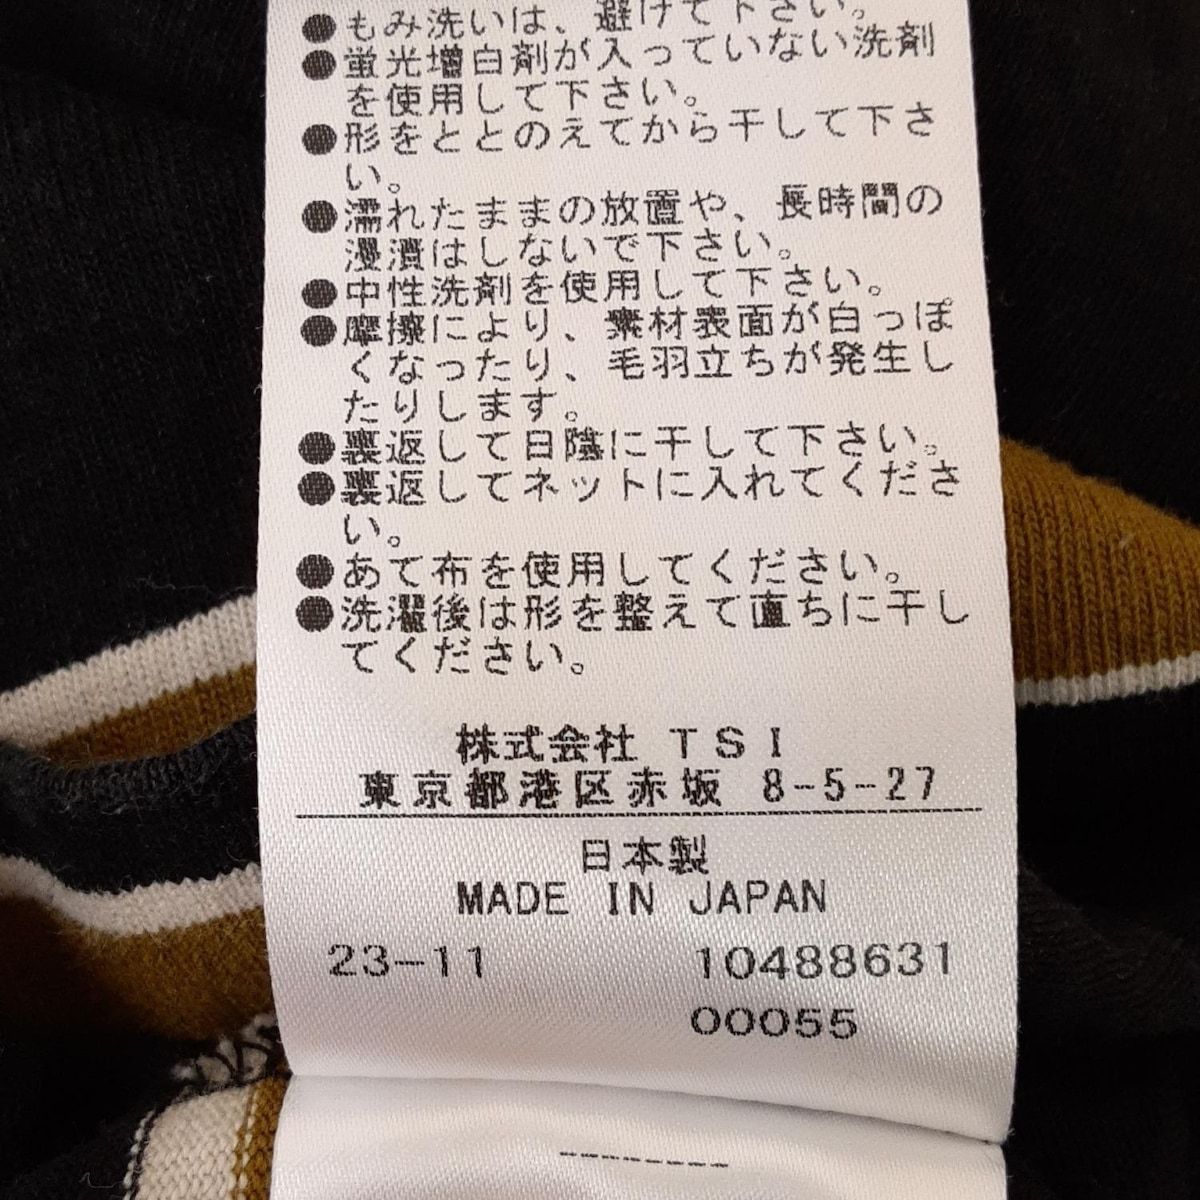 ●もみ洗いは、避けて下さい。
●蛍光増白剤が入っていない洗剤
を使用して下さい。
●形をととのえてから干して下さ
い。
●濡れたままの放置や、長時間の
浸漬はしないで下さい。
●中性洗剤を使用して下さい。
●摩擦により、素材表面が白っぽ
くなったり、毛羽立ちが発生し
たりします。
●裏返して日陰に干して下さい。
●裏返してネットに入れてくださ
い。
●あて布を使用してください。
●洗濯後は形を整えて直ちに干し
てください。
株式会社 TSI
東京都港区赤坂 8-5-27
日本製
MADE IN JAPAN
23-11 10488631
00055
--------